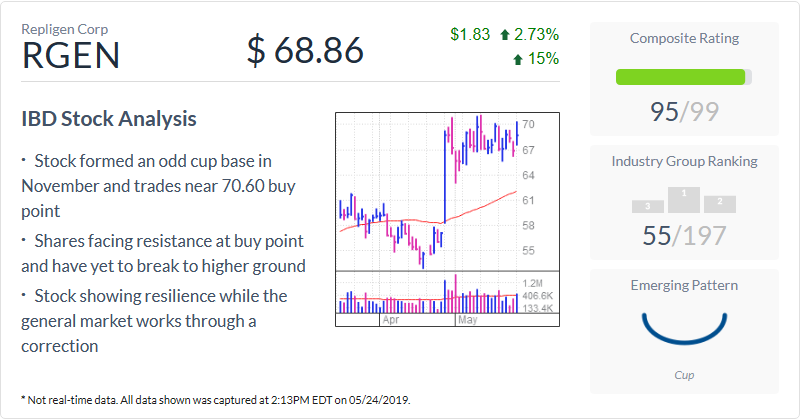 Repligen Corp
RGEN
$ 68.86
$1.83 2.73%
15%
IBD Stock Analysis
· Stock formed an odd cup base in
November and trades near 70.60 buy
point
· Shares facing resistance at buy point
and have yet to break to higher ground
· Stock showing resilience while the
general market works through a
correction
70
67
64
61
58
55
1.2M
406.6K
133.4K
Apr May
Composite Rating
95/99
Industry Group Ranking
3 1 2
55/197
Emerging Pattern
Cup
* Not real-time data. All data shown was captured at 2:13PM EDT on 05/24/2019.